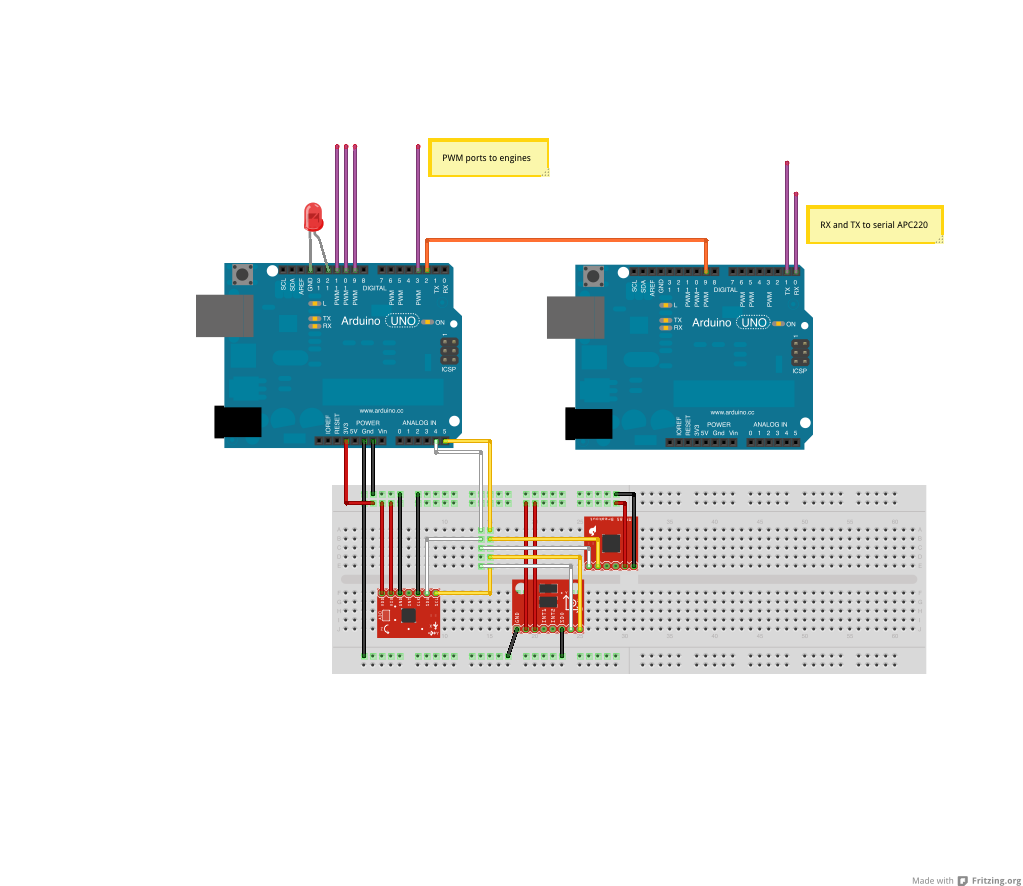 PWM ports to engines
RX and TX to serial APC220
SCL
SDA
AREF
GND
13
12
PWM 11
PWM 10
PWM 9
8
DIGITAL
7
PWM 6
PWM 5
4
PWM 3
2
TX 1
RX 0
L
TX
RX
Arduino UNO
ON
1
ICSP
www.arduino.cc
IOREF
RESET
3V3
5V
POWER
Gnd
Vin
ANALOG IN
0 1 2 3 4 5
SCL
SDA
AREF
GND
13
12
PWM 11
PWM 10
PWM 9
8
DIGITAL
7
PWM 6
PWM 5
4
PWM 3
2
TX 1
RX 0
L
TX
RX
Arduino UNO
ON
1
ICSP
www.arduino.cc
IOREF
RESET
3V3
5V
POWER
Gnd
Vin
ANALOG IN
0 1 2 3 4 5
GND
INT1
INT2
Made with Fritzing.org